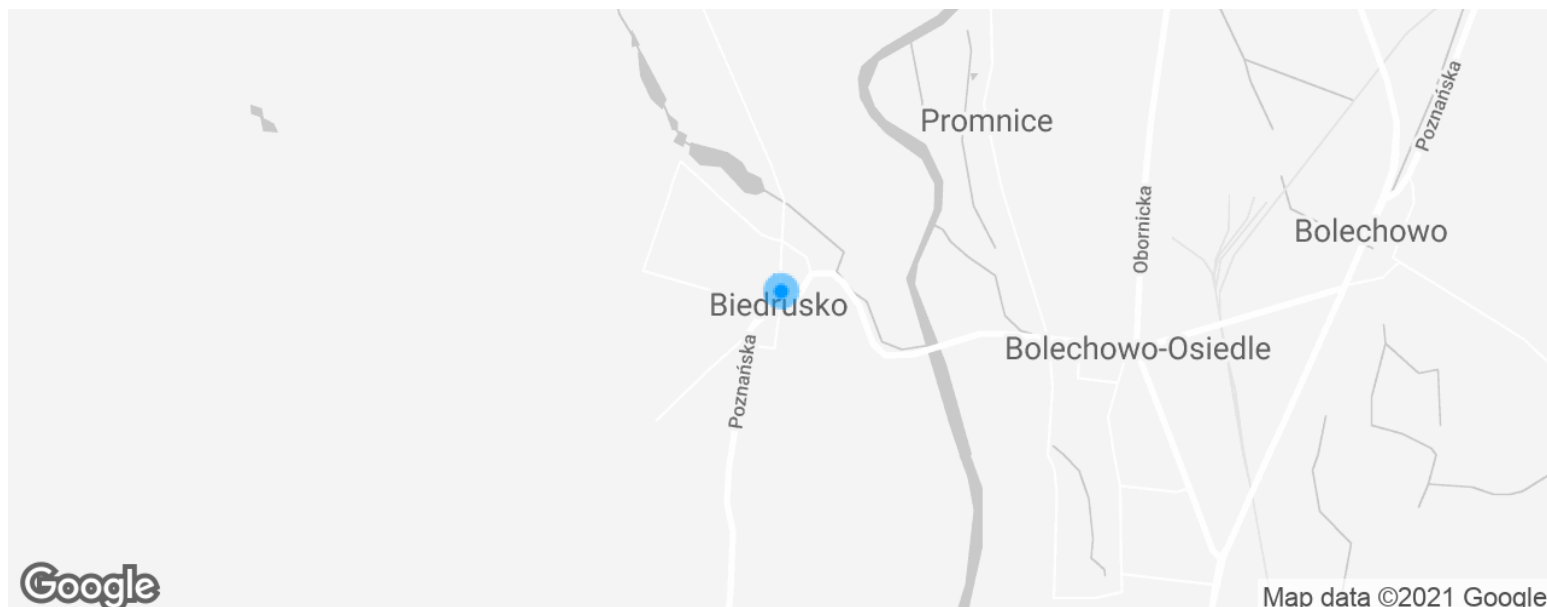 Promnice
Poznańska
Obornicka
Bolechowo
Biedrusko
Bolechowo-Osiedle
Poznańska
Google
Map data ©2021 Google